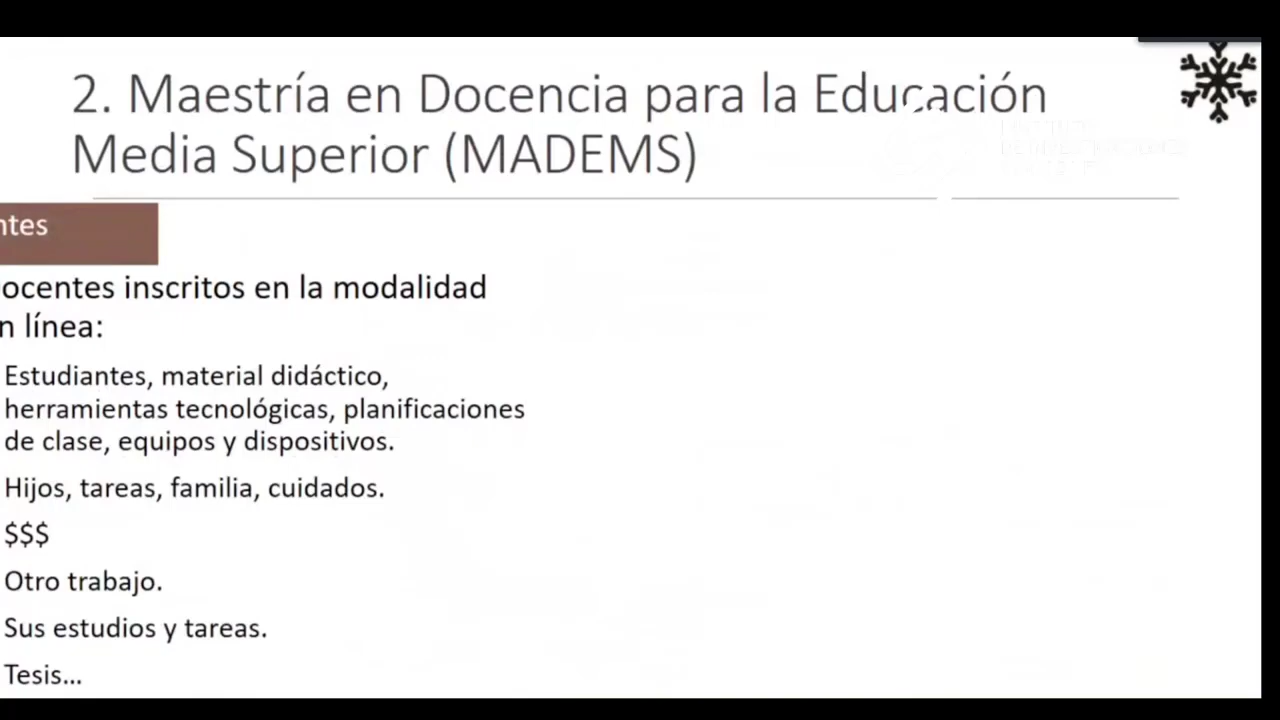 2. Maestría en Docencia para la Educación
Media Superior (MADEMS)
ntes
ocentes inscritos en la modalidad
n línea:
Estudiantes, material didáctico,
herramientas tecnológicas, planificaciones
de clase, equipos y dispositivos.
Hijos, tareas, familia, cuidados.
$$$
Otro trabajo.
Sus estudios y tareas.
Tesis...